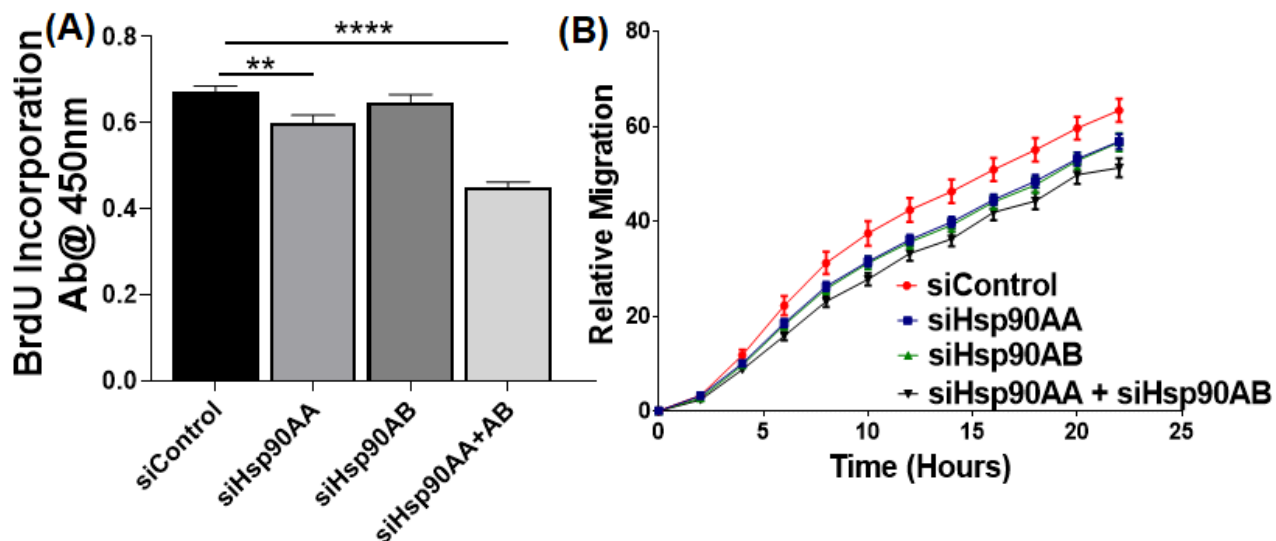 (A)
BrdU Incorporation
Ab@ 450nm
0.8
0.6
0.4
0.2
0.0
****
**
siControl
siHsp90AA
siHsp90AB
siHsp90AA+AB
(B)
Relative Migration
80
60
40
20
0
0
5
10
15
20
25
Time (Hours)
siControl
siHsp90AA
siHsp90AB
siHsp90AA + siHsp90AB